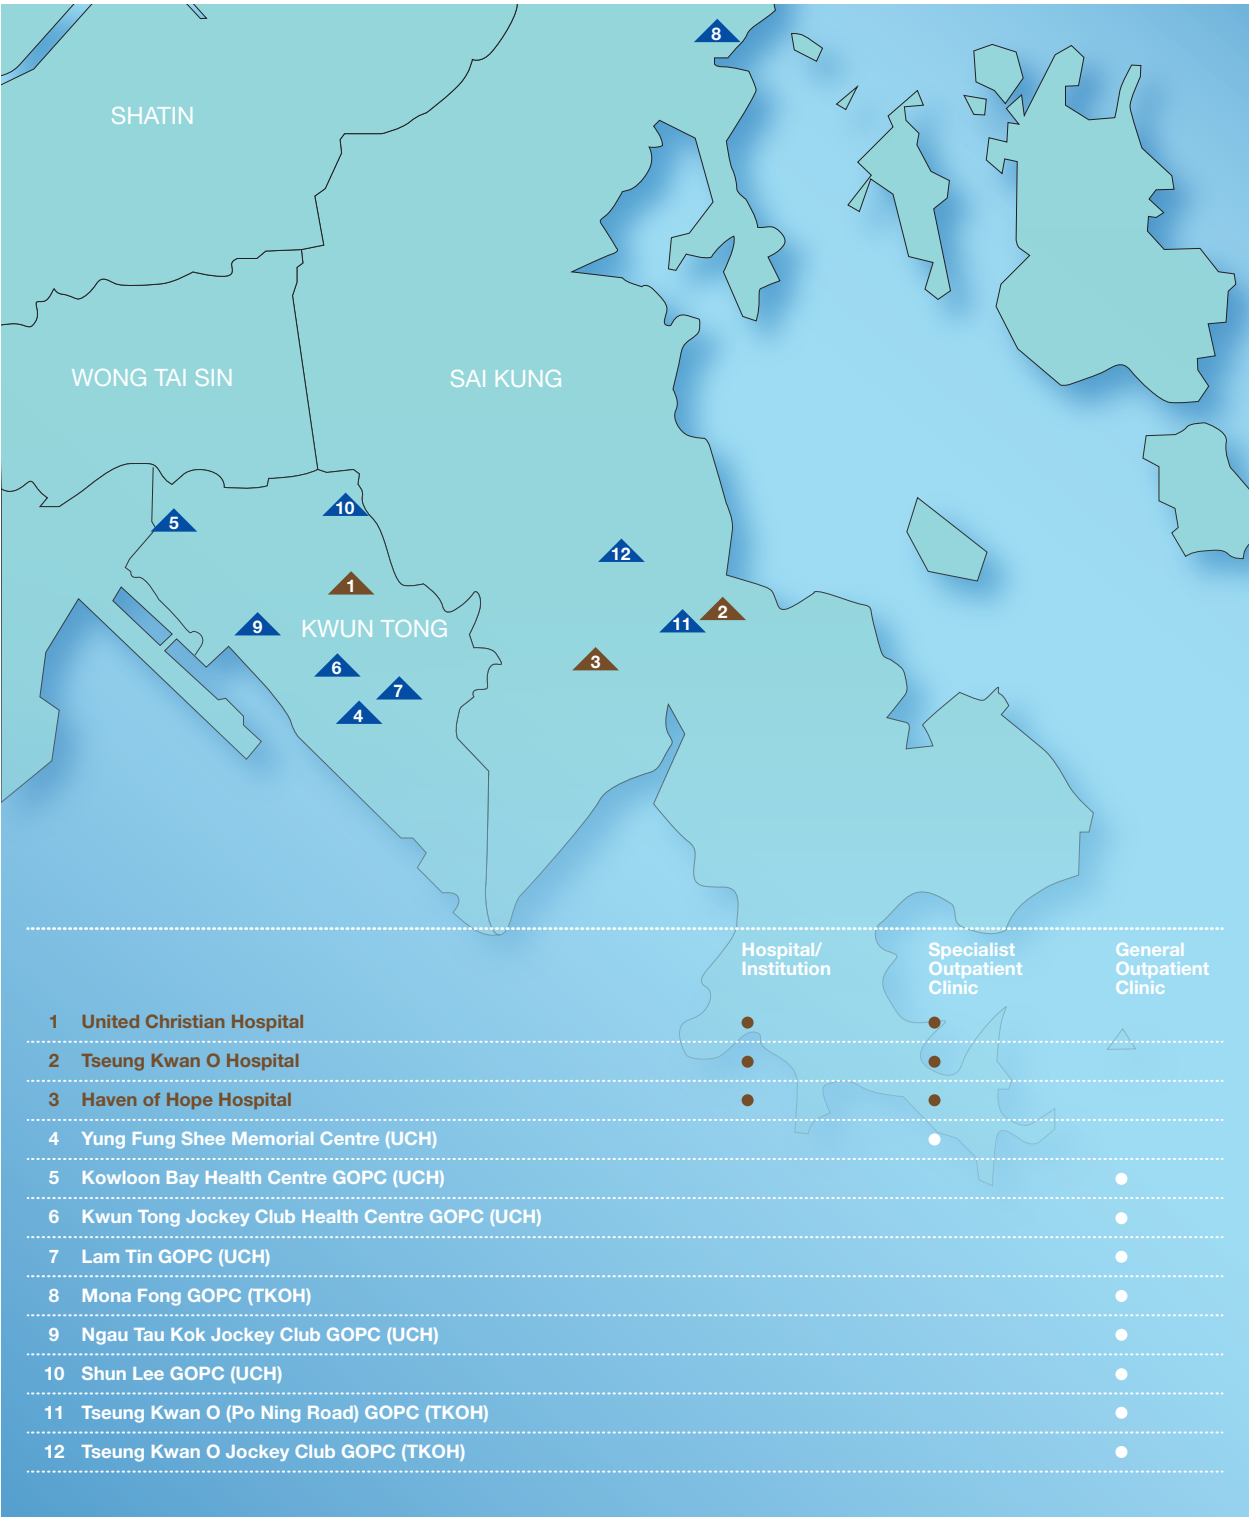 8
SHATIN
WONG TAI SIN
SAI KUNG
10
5
12
1
2
11
9
KWUN TONG
3
6
7
4
Hospital/
Institution
Specialist
Outpatient
Clinic
General
Outpatient
Clinic
1 United Christian Hospital
2 Tseung Kwan O Hospital
3 Haven of Hope Hospital
4 Yung Fung Shee Memorial Centre (UCH)
5 Kowloon Bay Health Centre GOPC (UCH)
6 Kwun Tong Jockey Club Health Centre GOPC (UCH)
7 Lam Tin GOPC (UCH)
8 Mona Fong GOPC (TKOH)
9 Ngau Tau Kok Jockey Club GOPC (UCH)
10 Shun Lee GOPC (UCH)
11 Tseung Kwan O (Po Ning Road) GOPC (TKOH)
12 Tseung Kwan O Jockey Club GOPC (TKOH)